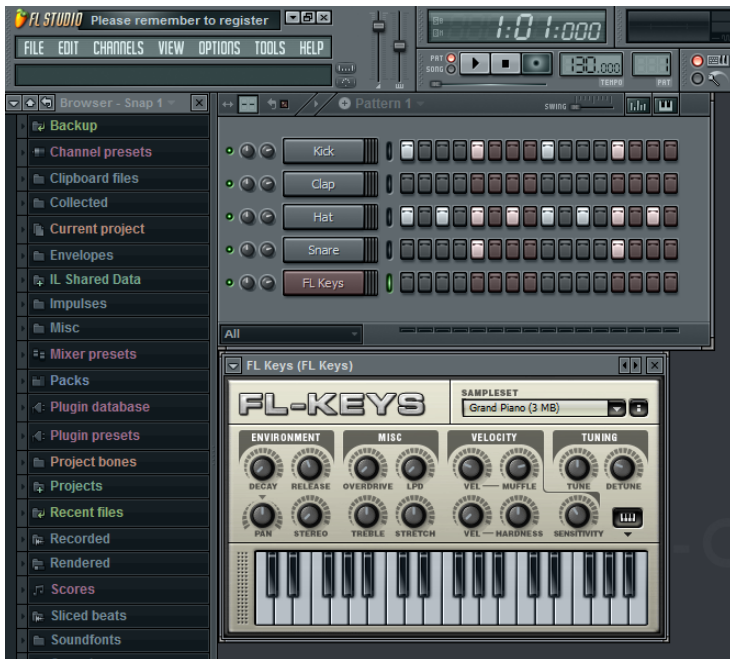 FL STUDIO Please remember to register
FILE EDIT CHANNELS VIEW OPTIONS TOOLS HELP
1:01:000
PAT
SONG
130.000
TEMPO
1
PAT
Browser - Snap 1
Pattern 1
SWING
Backup
Channel presets
Clipboard files
Collected
Current project
Envelopes
IL Shared Data
Impulses
Misc
Mixer presets
Packs
Plugin database
Plugin presets
Project bones
Projects
Recent files
Recorded
Rendered
Scores
Sliced beats
Soundfonts
Kick
Clap
Hat
Snare
FL Keys
All
FL Keys (FL Keys)
FL-KEYS
SAMPLESET
Grand Piano (3 MB)
ENVIRONMENT MISC VELOCITY TUNING
DECAY RELEASE OVERDRIVE LPD VEL MUFFLE TUNE DETUNE
PAN STEREO TREBLE STRETCH VEL HARDNESS SENSITIVITY